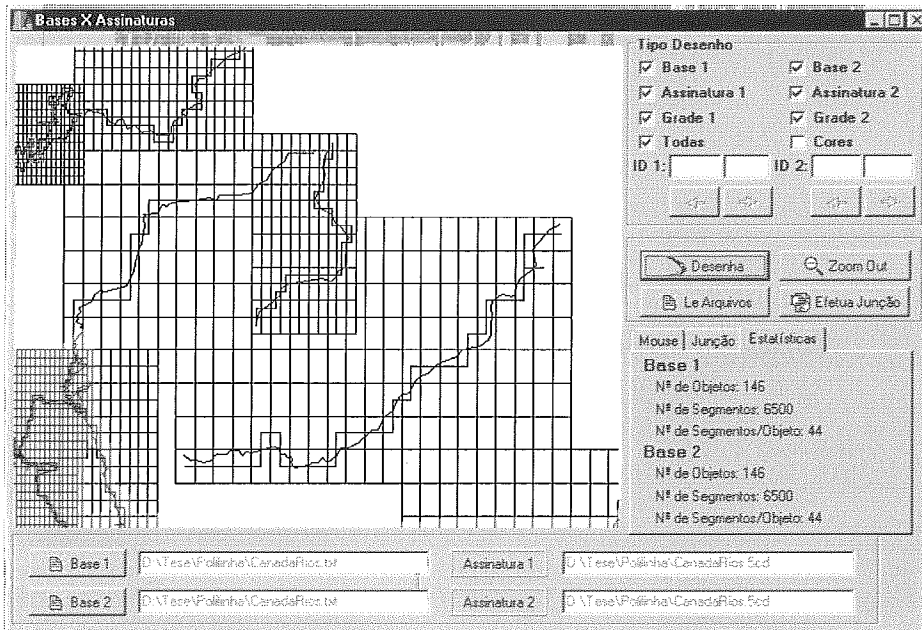 Bases X Assinaturas
Tipo Desenho
Base 1
Base 2
Assinatura 1
Assinatura 2
Grade 1
Grade 2
Todas
Cores
ID 1:
ID 2:
Desenha
Zoom Out
Le Arquivos
Efetua Junção
Mouse
Junção
Estatísticas
Base 1
Nº de Objetos: 146
Nº de Segmentos: 6500
Nº de Segmentos/Objeto: 44
Base 2
Nº de Objetos: 146
Nº de Segmentos: 6500
Nº de Segmentos/Objeto: 44
Base 1
D:\Tese\Polilinha\CanadaRios.txt
Assinatura 1
D:\Tese\Polilinha\CanadaRios.5cd
Base 2
D:\Tese\Polilinha\CanadaRios.txt
Assinatura 2
D:\Tese\Polilinha\CanadaRios.5cd